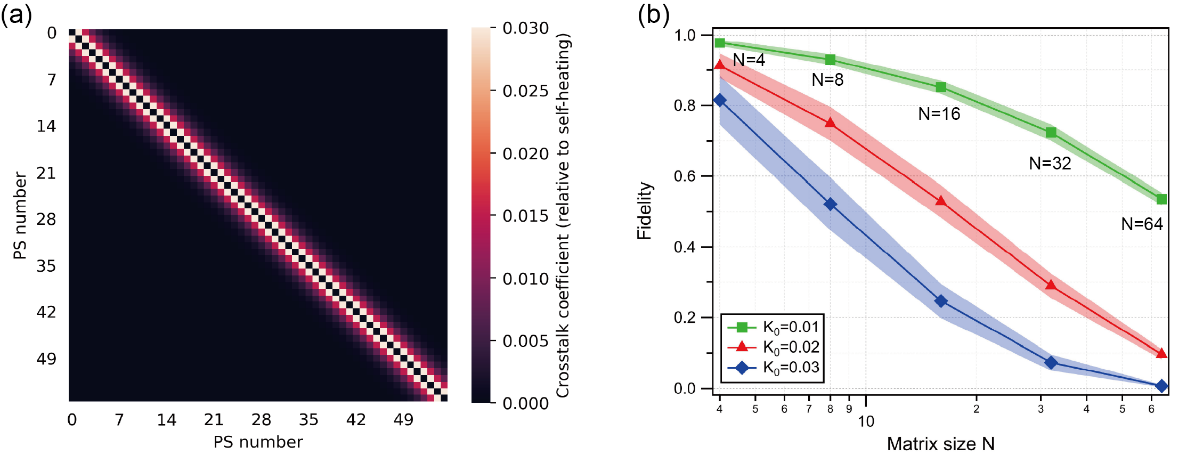 (a)
0
7
14
21
28
35
42
49
PS number
0 7 14 21 28 35 42 49
PS number
0.030
0.025
0.020
0.015
0.010
0.005
0.000
Crosstalk coefficient (relative to self-heating)
(b)
1.0
0.8
0.6
0.4
0.2
0.0
Fidelity
N=4
N=8
N=16
N=32
N=64
K₀=0.01
K₀=0.02
K₀=0.03
4 5 6 7 8 9 10 2 3 4 5 6
Matrix size N